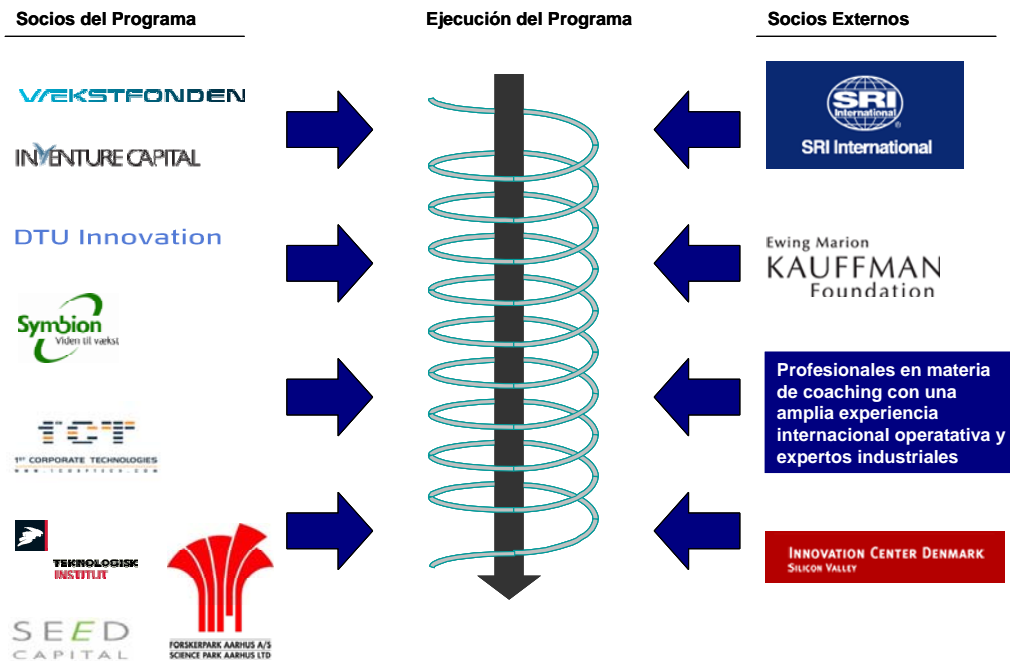 Socios del Programa
VÆKSTFONDEN
INVENTURE CAPITAL
DTU Innovation
Symbion
Viden til vækst
TCT
1ST CORPORATE TECHNOLOGIES
TEKNOLOGISK
INSTITUT
SEED
CAPITAL
FORSKERPARK AARHUS A/S
SCIENCE PARK AARHUS LTD
Ejecución del Programa
Socios Externos
SRI
International
®
SRI International
Ewing Marion
KAUFFMAN
Foundation
Profesionales en materia
de coaching con una
amplia experiencia
internacional operatativa y
expertos industriales
INNOVATION CENTER DENMARK
SILICON VALLEY